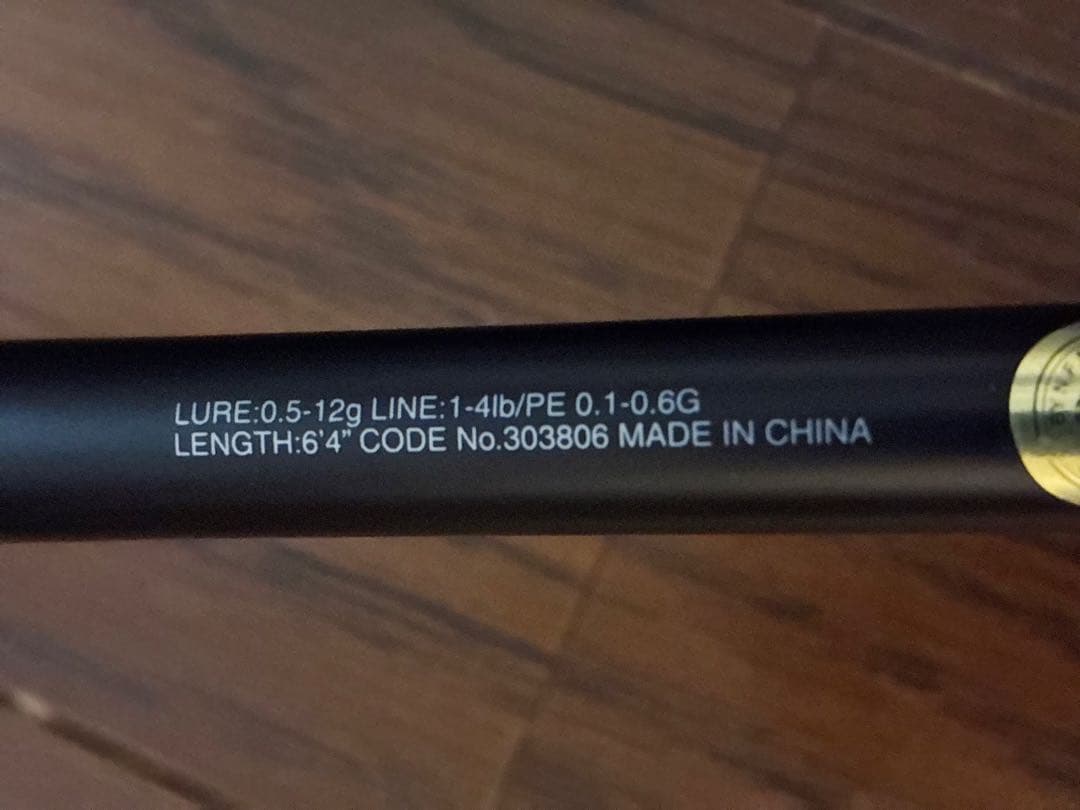 LURE:0.5-12g LINE:1-4lb/PE 0.1-0.6G
LENGTH:6'4" CODE No.303806 MADE IN CHINA